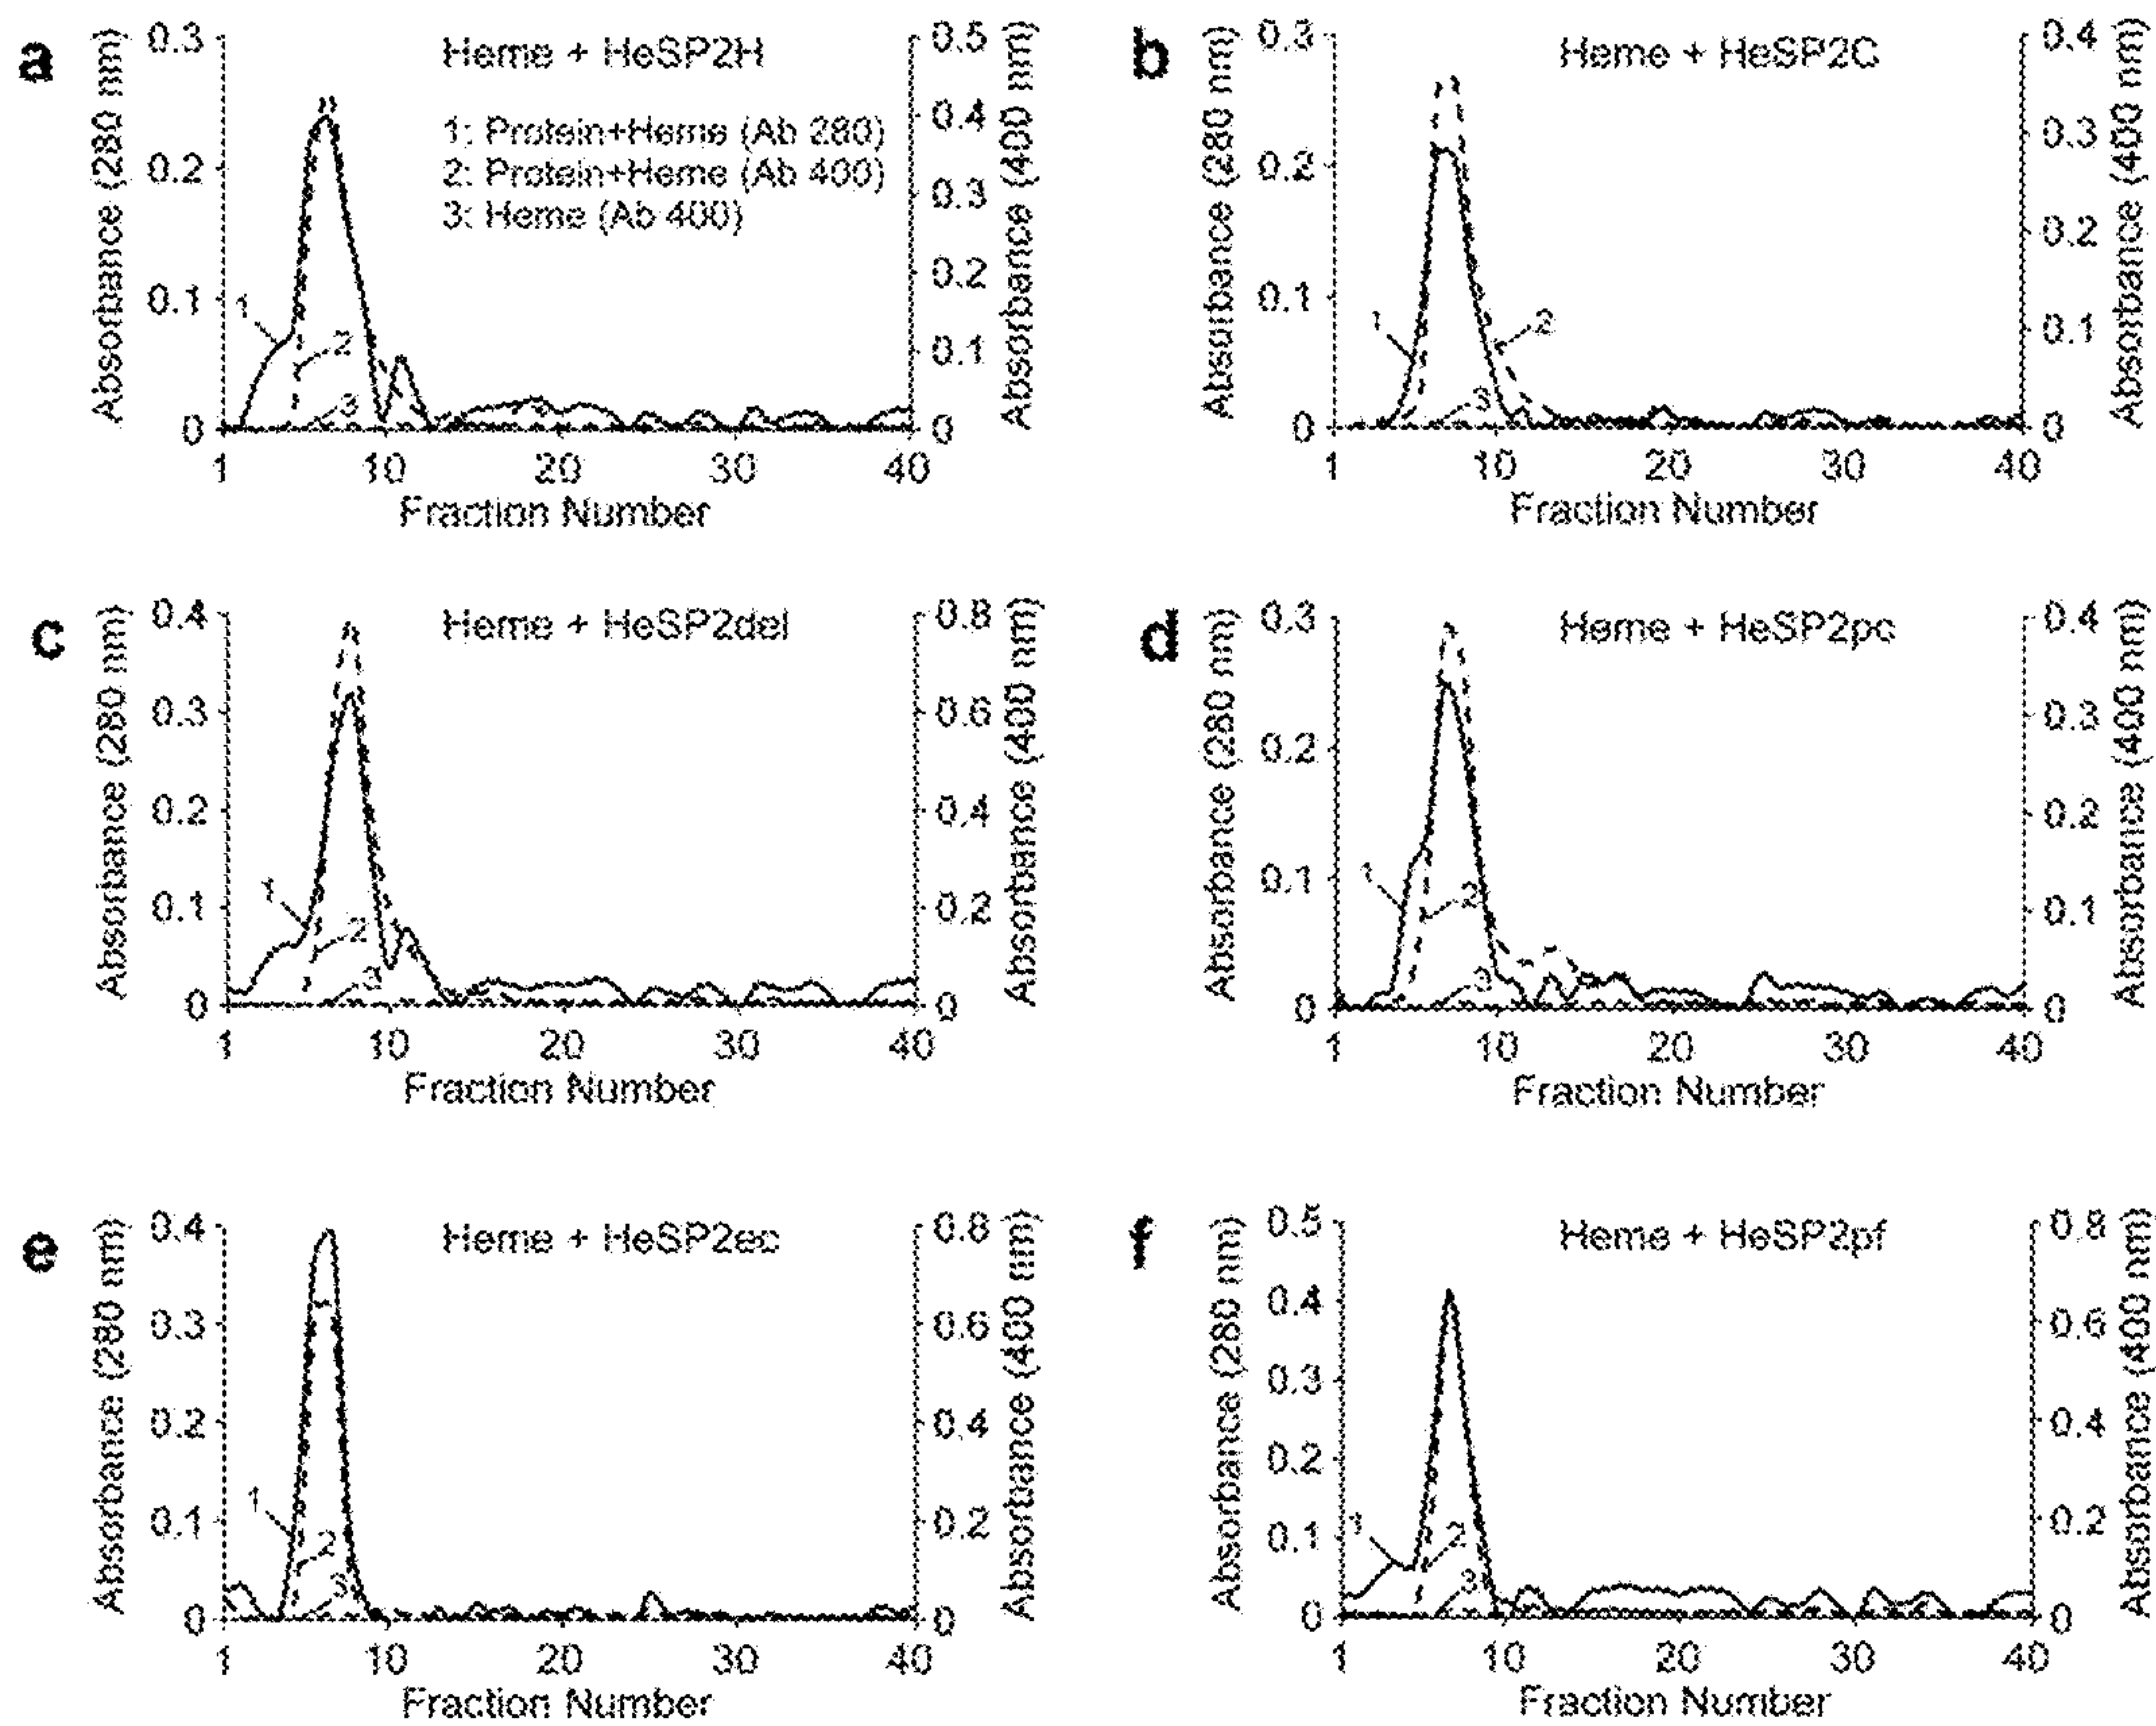 a
Heme + HeSP2H
1: Protein+Heme (Ab 280)
2: Protein+Heme (Ab 400)
3: Heme (Ab 400)
Absorbance (280 nm)
0.3
0.2
0.1
0
Absorbance (400 nm)
0.5
0.4
0.3
0.2
0.1
0
1
2
3
1 10 20 30 40
Fraction Number
b
Heme + HeSP2C
Absorbance (280 nm)
0.3
0.2
0.1
0
Absorbance (400 nm)
0.4
0.3
0.2
0.1
0
1
2
3
1 10 20 30 40
Fraction Number
c
Heme + HeSP2del
Absorbance (280 nm)
0.4
0.3
0.2
0.1
0
Absorbance (400 nm)
0.8
0.6
0.4
0.2
0
1
2
3
1 10 20 30 40
Fraction Number
d
Heme + HeSP2pc
Absorbance (280 nm)
0.3
0.2
0.1
0
Absorbance (400 nm)
0.4
0.3
0.2
0.1
0
1
2
3
1 10 20 30 40
Fraction Number
e
Heme + HeSP2ec
Absorbance (280 nm)
0.4
0.3
0.2
0.1
0
Absorbance (400 nm)
0.8
0.6
0.4
0.2
0
1
2
3
1 10 20 30 40
Fraction Number
f
Heme + HeSP2pf
Absorbance (280 nm)
0.5
0.4
0.3
0.2
0.1
0
Absorbance (400 nm)
0.8
0.6
0.4
0.2
0
1
2
3
1 10 20 30 40
Fraction Number